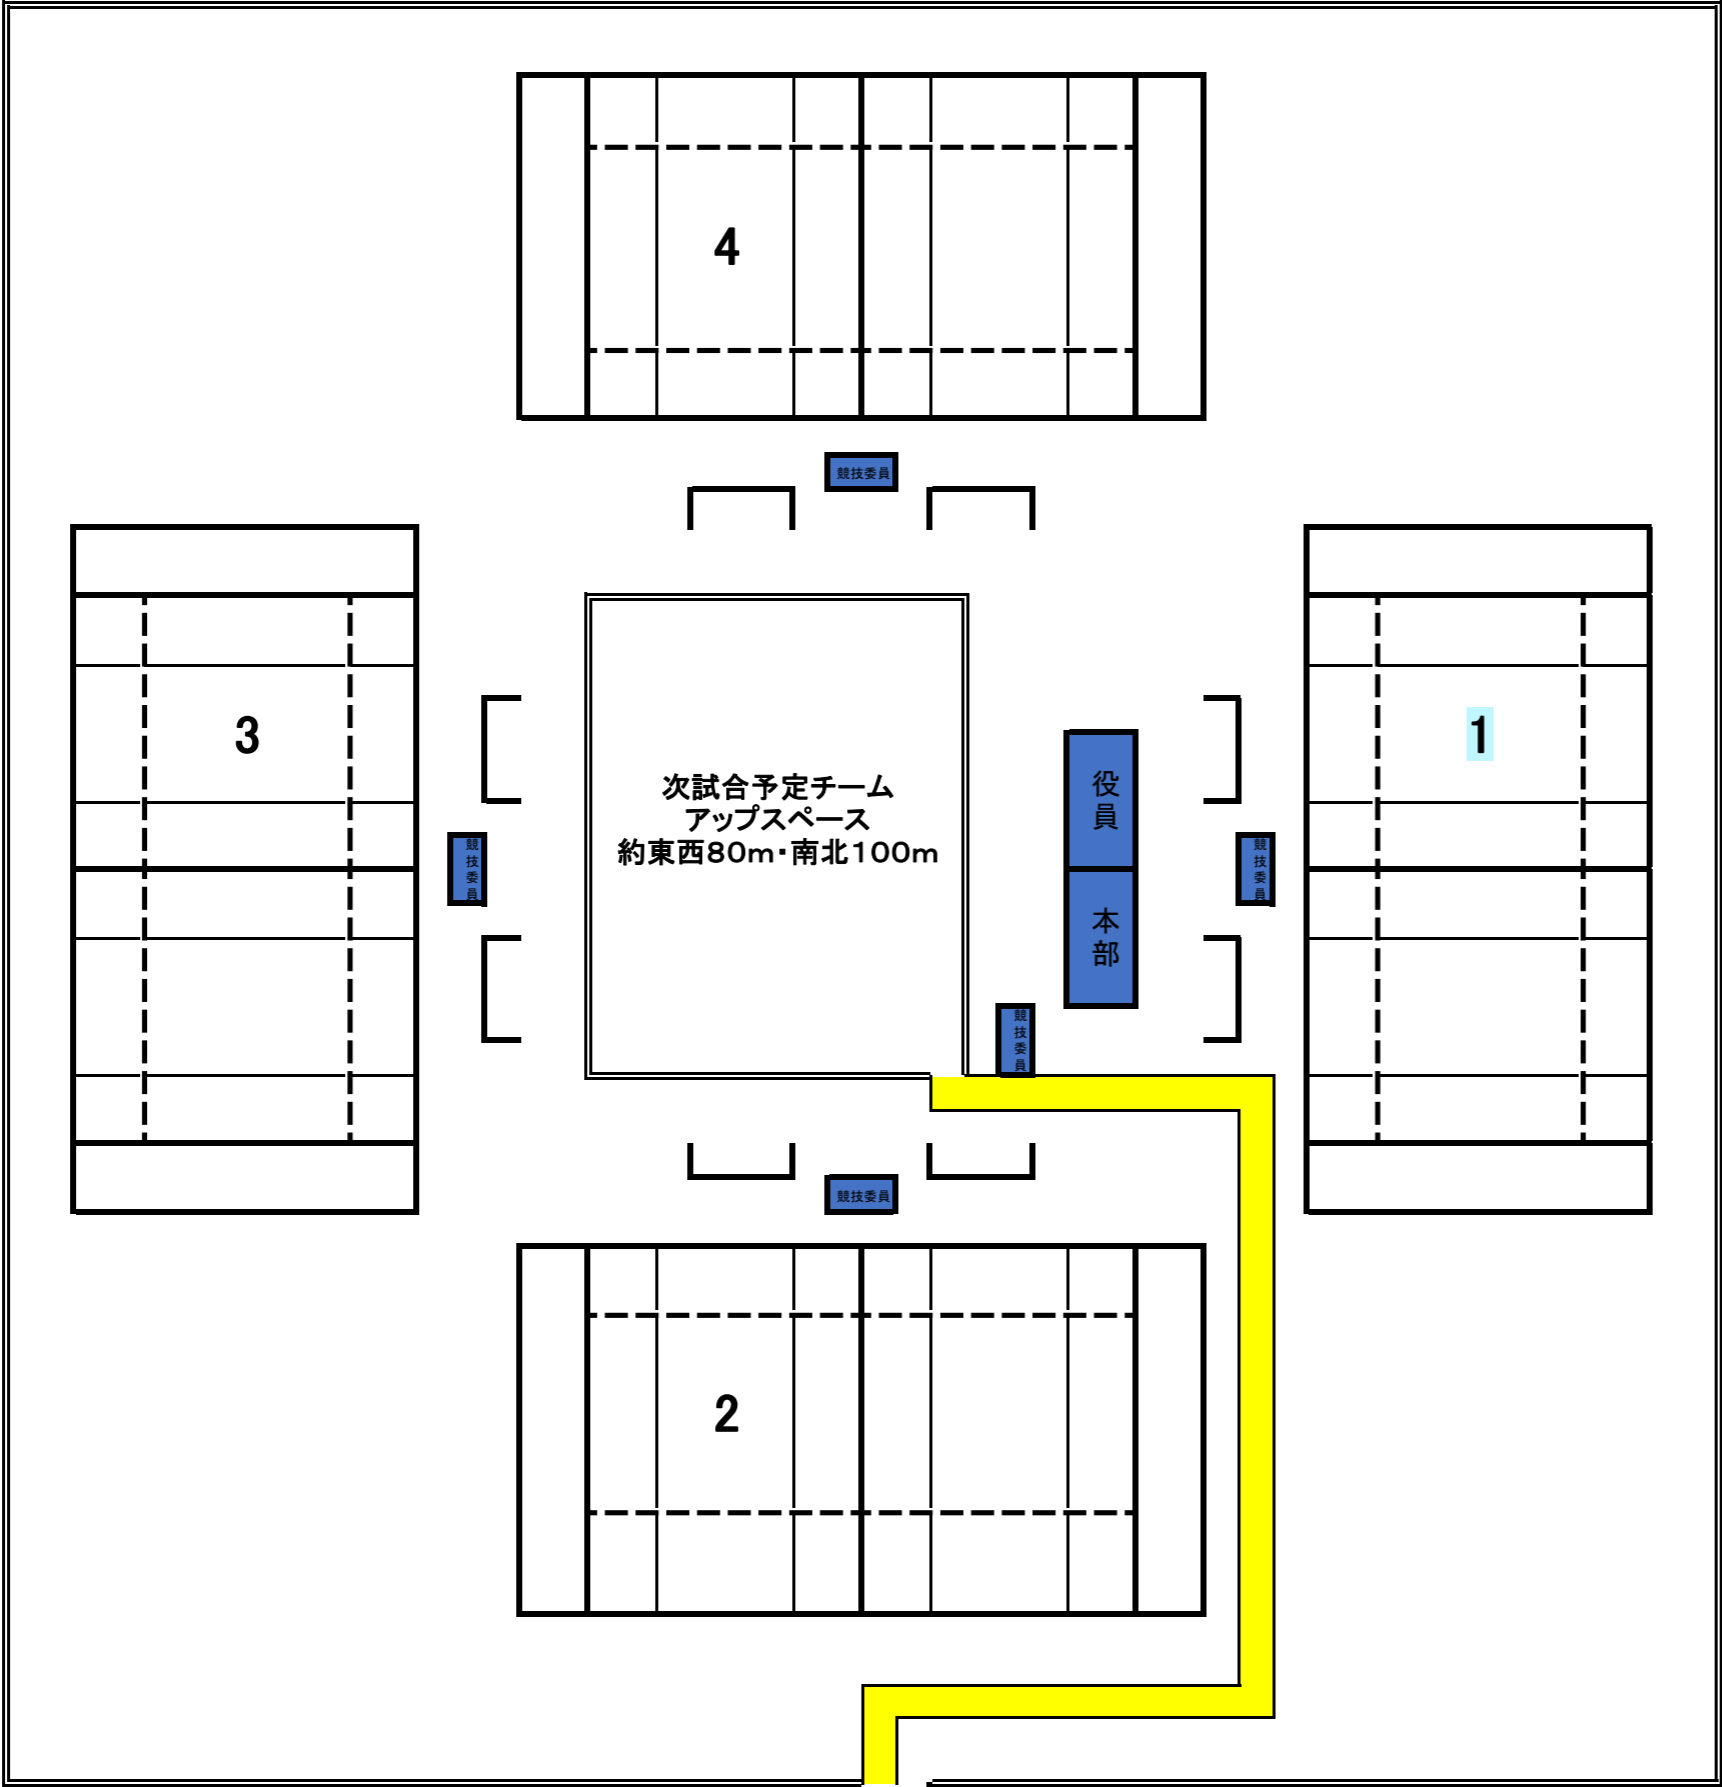 4
競技委員
3
1
次試合予定チーム
アップスペース
約東西80m・南北100m
役員
競技委員
競技委員
本部
競技委員
競技委員
2